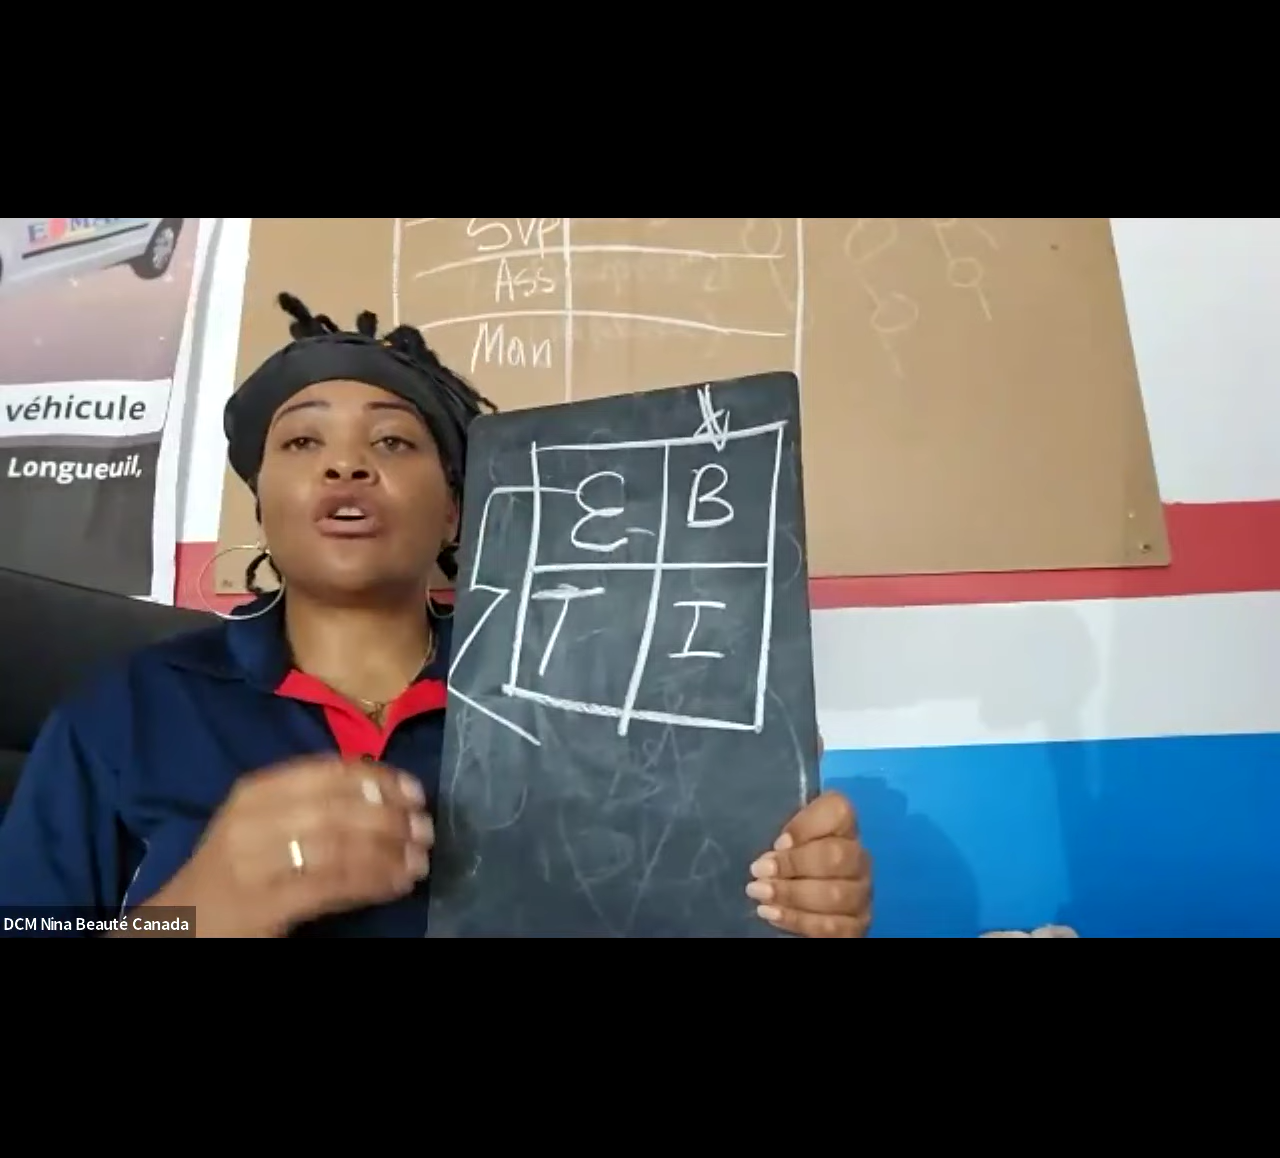 SVP
Ass
Man
véhicule
Longueuil,
E B
T I
DCM Nina Beauté Canada